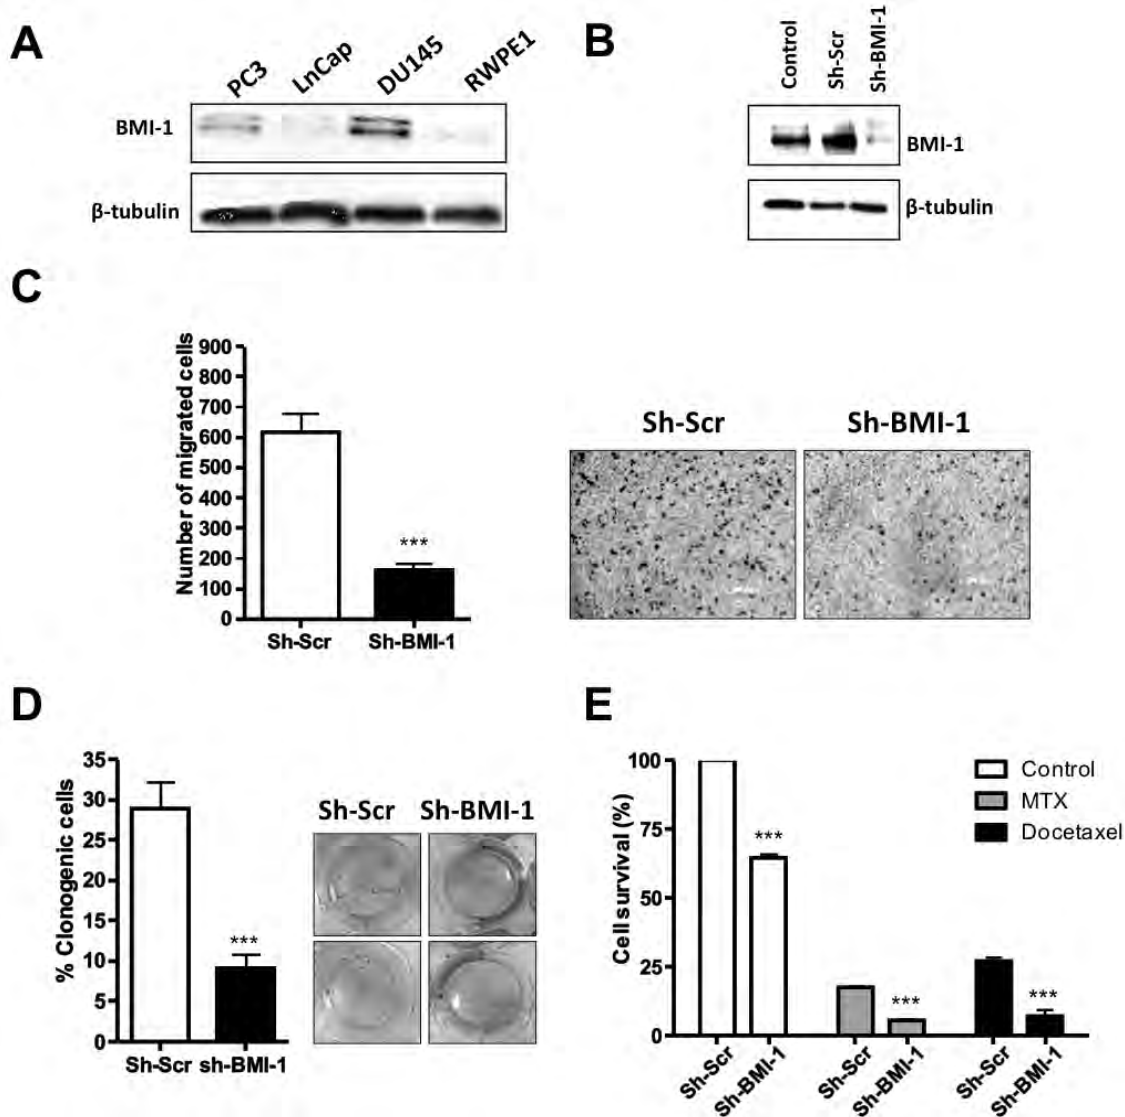 A
PC3
LnCap
DU145
RWPE1
BMI-1
β-tubulin
B
Control
Sh-Scr
Sh-BMI-1
BMI-1
β-tubulin
C
Number of migrated cells
900
800
700
600
500
400
300
200
100
0
***
Sh-Scr
Sh-BMI-1
Sh-Scr
Sh-BMI-1
D
% Clonogenic cells
35
30
25
20
15
10
5
0
***
Sh-Scr
sh-BMI-1
Sh-Scr
Sh-BMI-1
E
Cell survival (%)
100
75
50
25
0
***
***
***
Control
MTX
Docetaxel
Sh-Scr
Sh-BMI-1
Sh-Scr
Sh-BMI-1
Sh-Scr
Sh-BMI-1